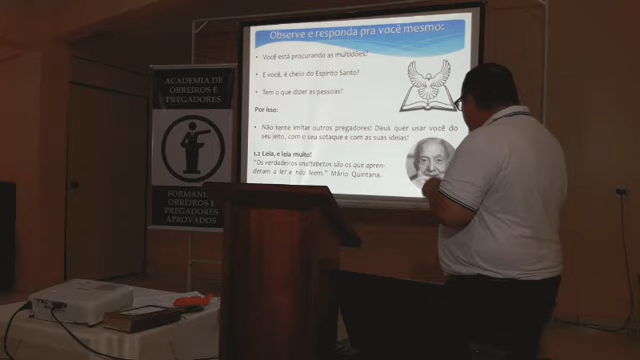 Observe e responda pra você mesmo:
• Você está procurando as multidões?
• E você, é cheio do Espírito Santo?
• Tem o que dizer as pessoas?
Por isso:
• Não tente imitar outros pregadores! Deus quer usar você do
seu jeito, com o seu sotaque e com as suas ideias!
1.2 Leia, e leia muito!
"Os verdadeiros analfabetos são os que apren-
deram a ler e não leem." Mário Quintana.
ACADEMIA DE
OBREIROS E
PREGADORES
FORMANDO
OBREIROS E
PREGADORES
APROVADOS